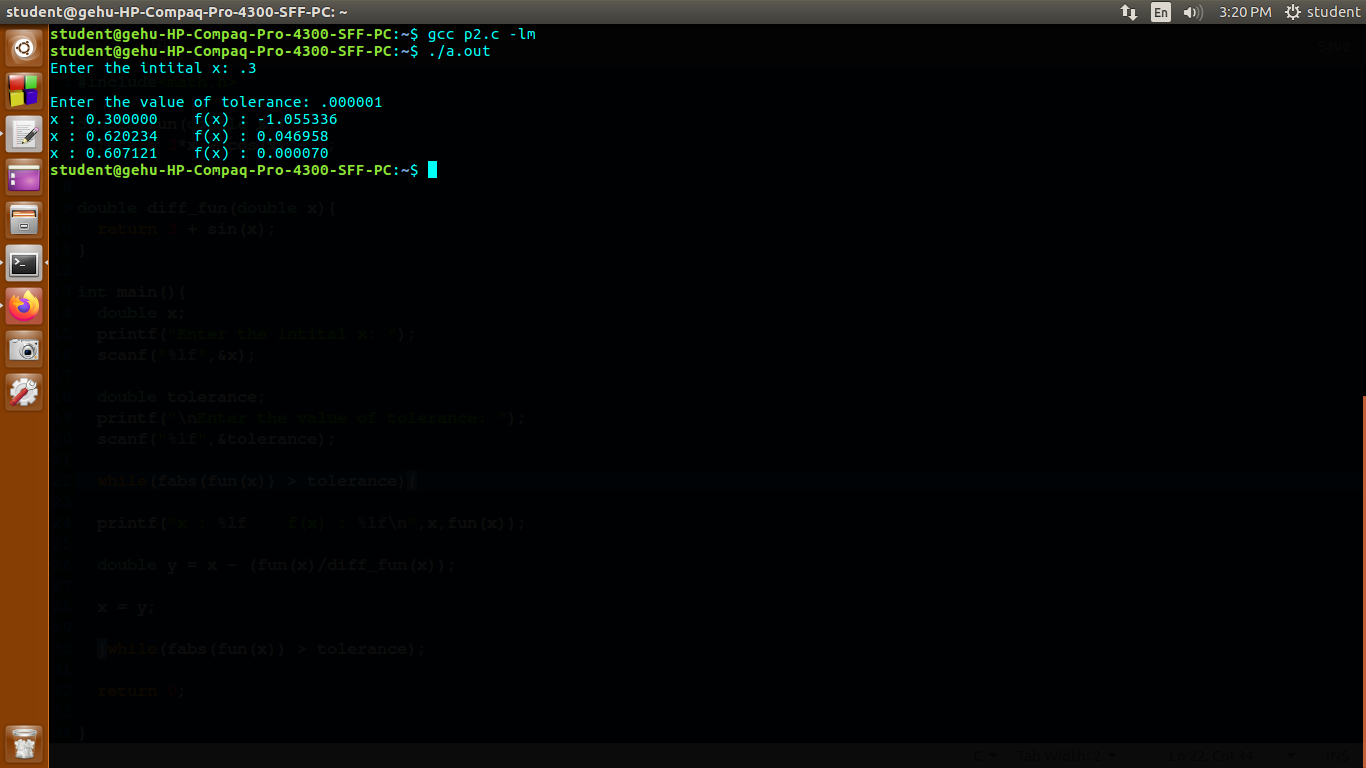 student@gehu-HP-Compaq-Pro-4300-SFF-PC: ~
En
3:20 PM
student
student@gehu-HP-Compaq-Pro-4300-SFF-PC:~$ gcc p2.c -lm
student@gehu-HP-Compaq-Pro-4300-SFF-PC:~$ ./a.out
Enter the intital x: .3
Enter the value of tolerance: .000001
x : 0.300000    f(x) : -1.055336
x : 0.620234    f(x) : 0.046958
x : 0.607121    f(x) : 0.000070
student@gehu-HP-Compaq-Pro-4300-SFF-PC:~$
double diff_fun(double x){
return 3 + sin(x);
}
int main(){
double x;
printf("Enter the intital x: ");
scanf("%lf",&x);
double tolerance;
printf("\nEnter the value of tolerance: ");
scanf("%lf",&tolerance);
while(fabs(fun(x)) > tolerance){
printf("x : %lf    f(x) : %lf\n",x,fun(x));
double y = x - (fun(x)/diff_fun(x));
x = y;
}while(fabs(fun(x)) > tolerance);
return 0;
}